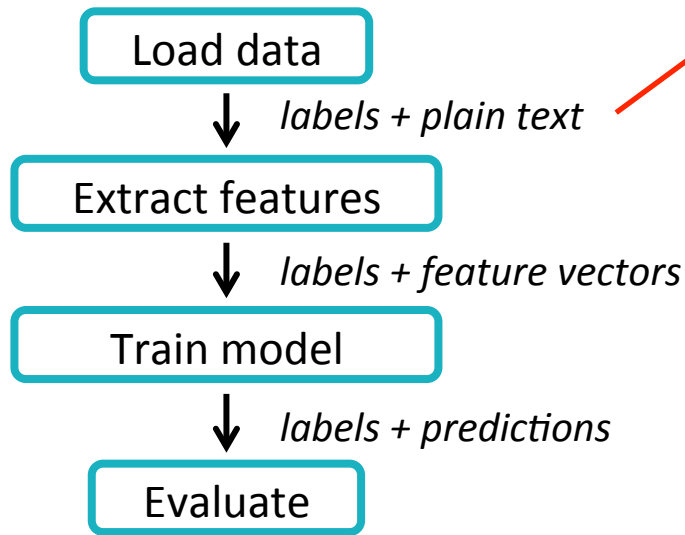 Load data
labels + plain text
Extract features
labels + feature vectors
Train model
labels + predictions
Evaluate